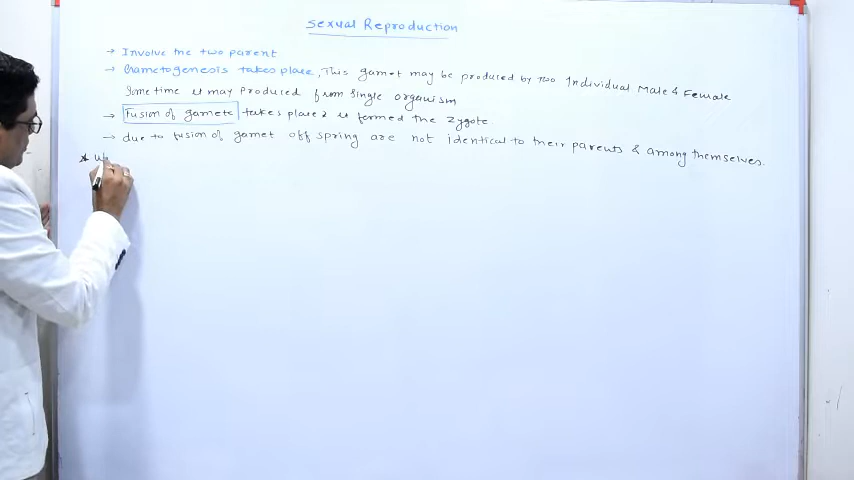 Sexual Reproduction
→ Involve the two parent
→ Gametogenesis takes place, This gamet may be produced by two Individual Male & Female
Sometime it may Produced from single organism
→ Fusion of gamete takes place & is formed the Zygote
→ due to fusion of gamet off spring are not identical to their parents & among themselves.